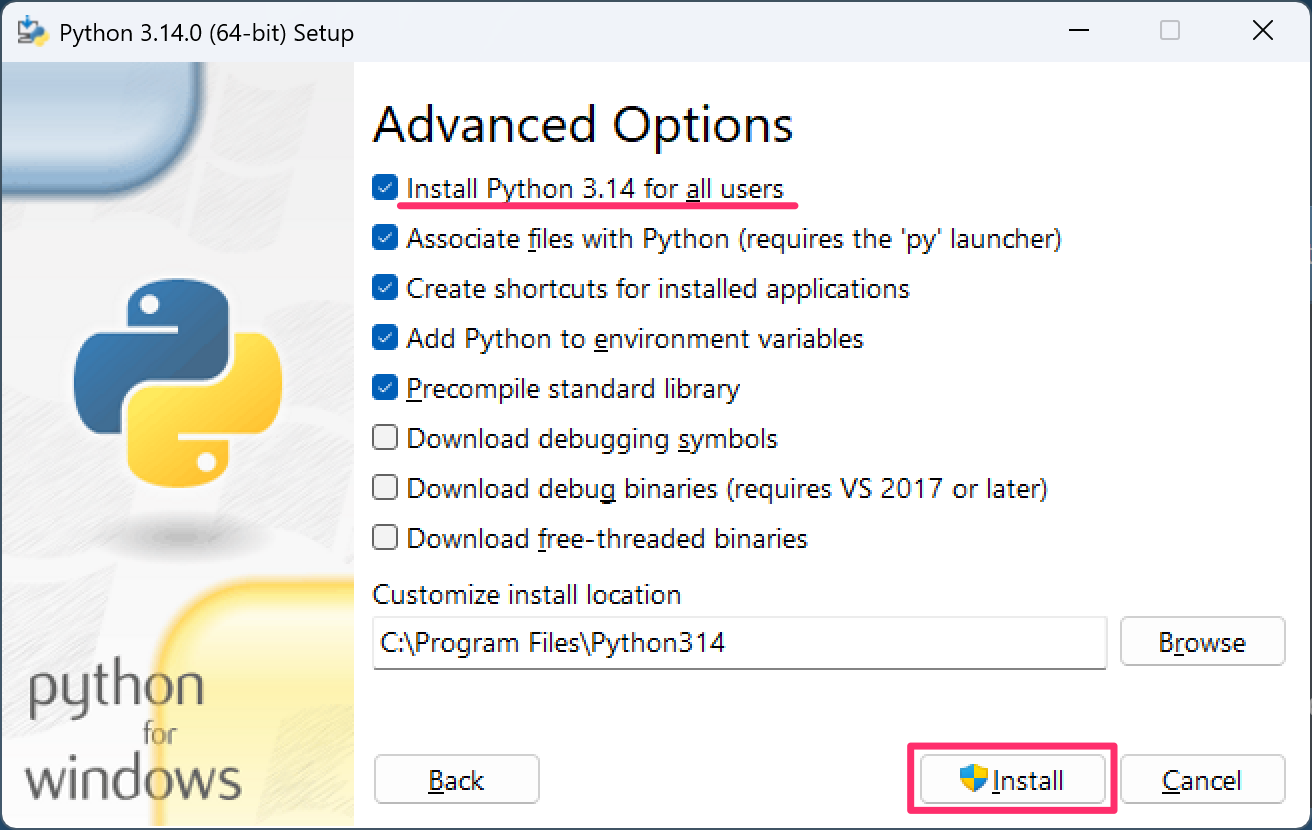 Python 3.14.0 (64-bit) Setup
Advanced Options
Install Python 3.14 for all users
Associate files with Python (requires the 'py' launcher)
Create shortcuts for installed applications
Add Python to environment variables
Precompile standard library
Download debugging symbols
Download debug binaries (requires VS 2017 or later)
Download free-threaded binaries
Customize install location
C:\Program Files\Python314
Browse
python
for
windows
Back
Install
Cancel